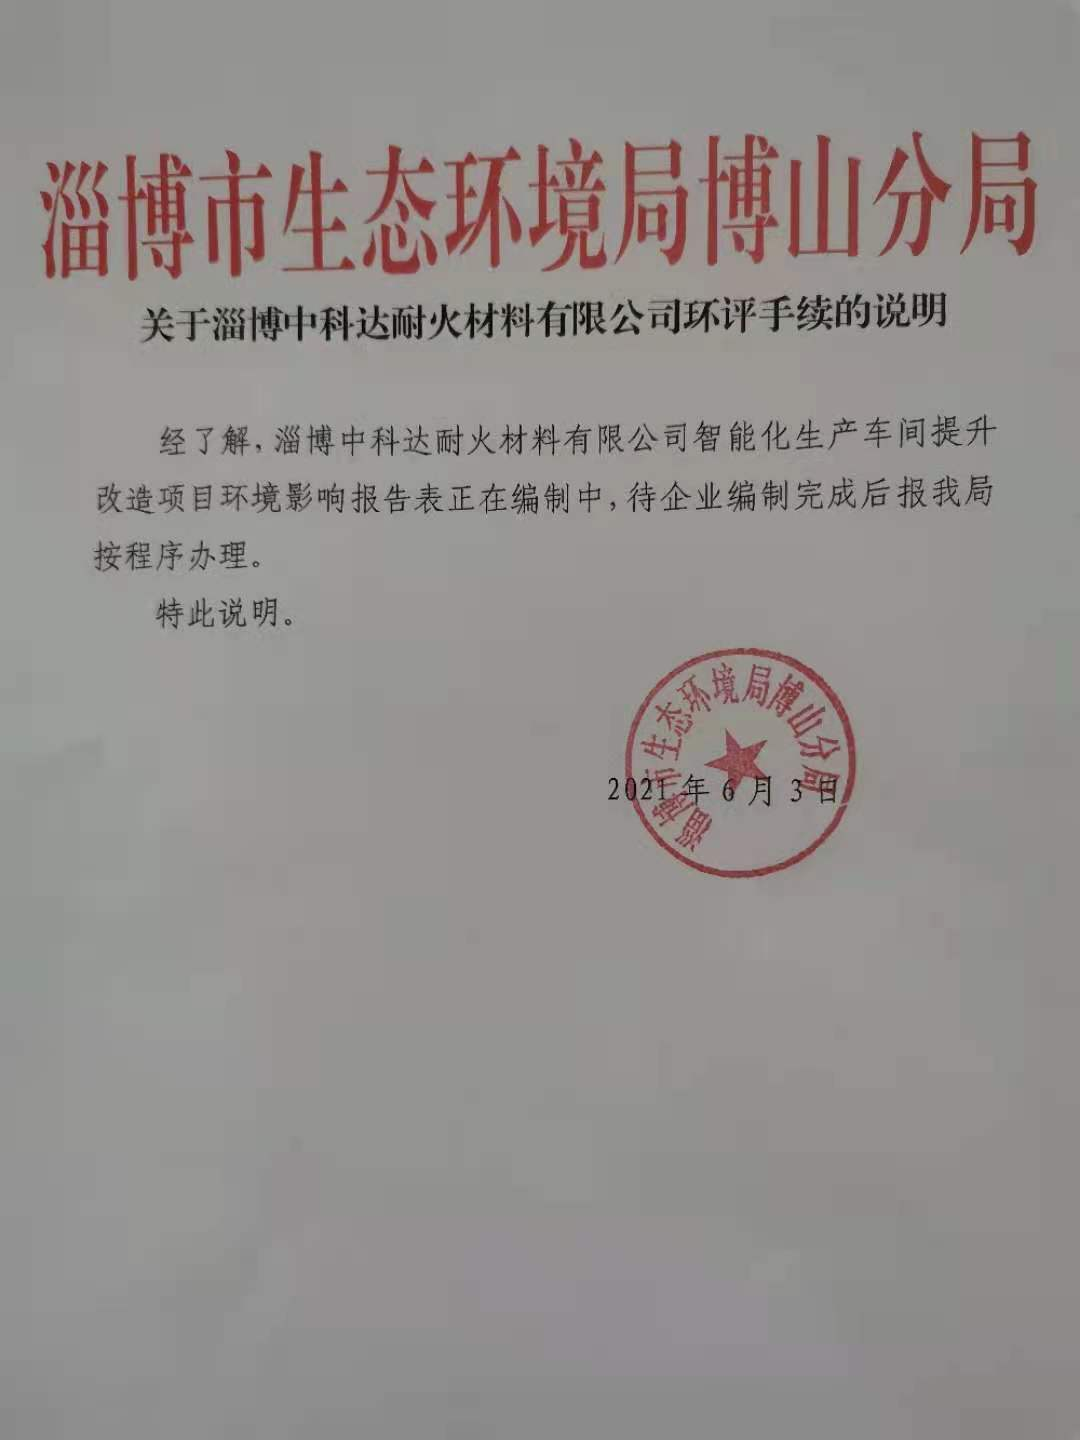 淄博市生态环境局博山分局
关于淄博中科达耐火材料有限公司环评手续的说明
经了解,淄博中科达耐火材料有限公司智能化生产车间提升
改造项目环境影响报告表正在编制中,待企业编制完成后报我局
按程序办理。
特此说明。
淄博市生态环境局博山分局
2021年6月3日